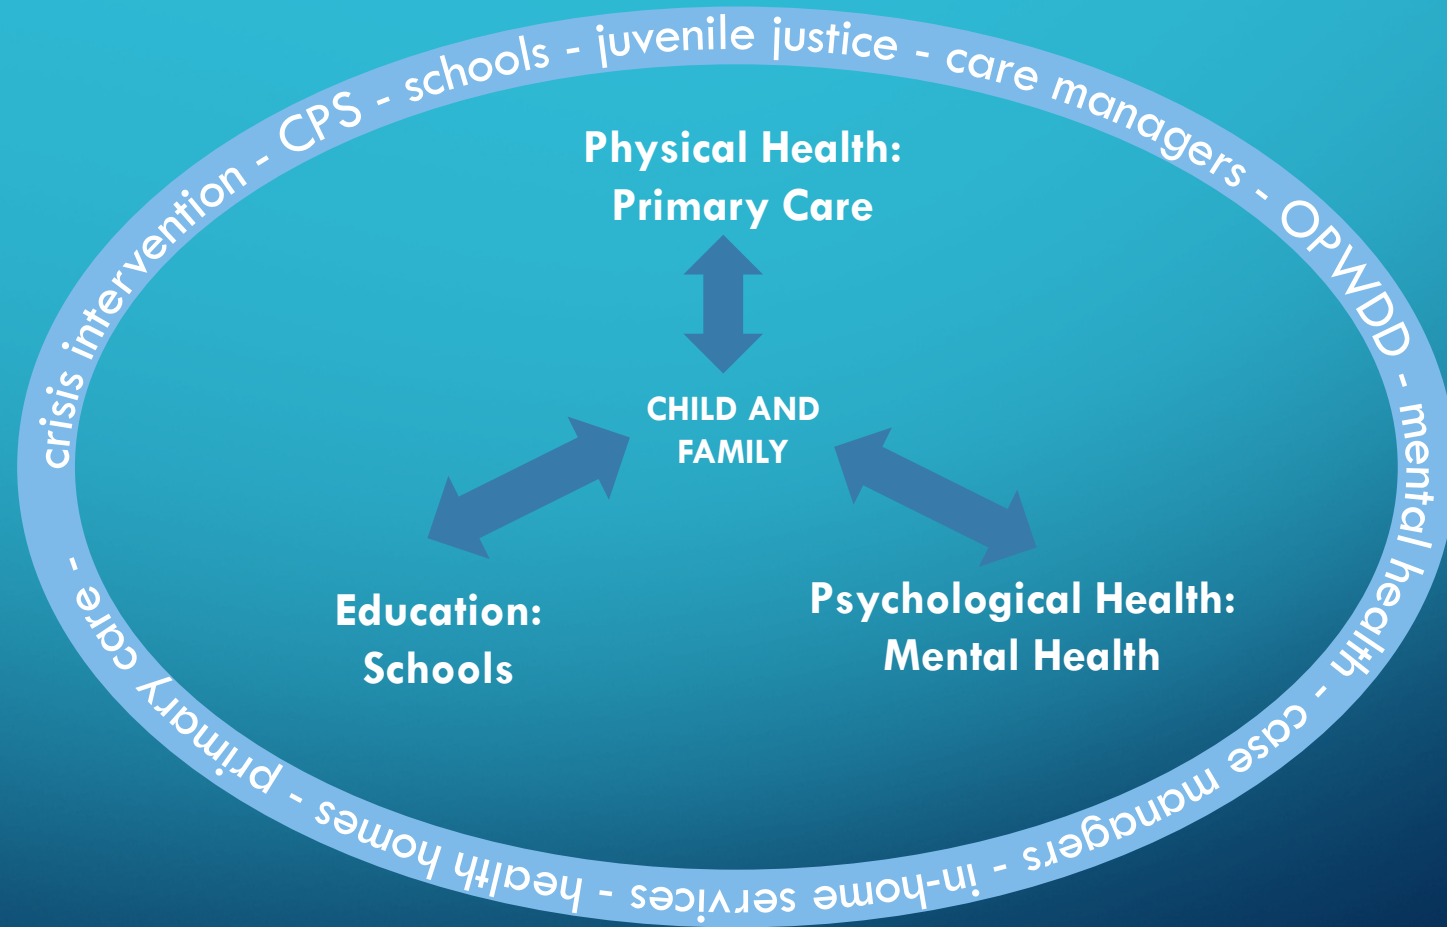 crisis intervention - CPS - schools - juvenile justice - care managers - OPWDD - mental health - case managers - in-home services - health homes - primary care -
Physical Health:
Primary Care
CHILD AND
FAMILY
Education:
Schools
Psychological Health:
Mental Health